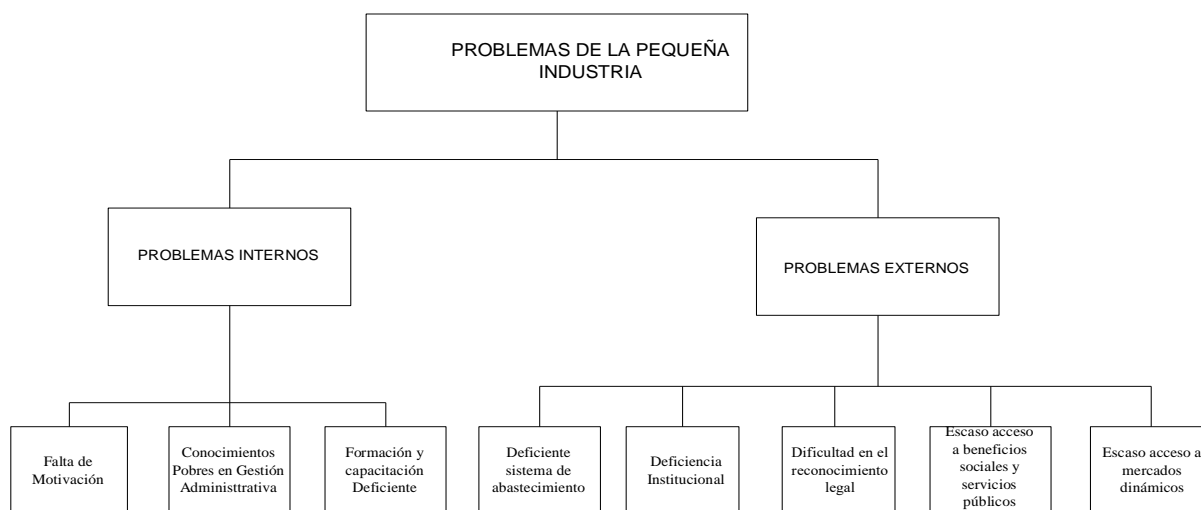 PROBLEMAS DE LA PEQUEÑA
INDUSTRIA
PROBLEMAS INTERNOS
PROBLEMAS EXTERNOS
Falta de
Motivación
Conocimientos
Pobres en Gestión
Administtrativa
Formación y
capacitación
Deficiente
Deficiente
sistema de
abastecimiento
Deficiencia
Institucional
Dificultad en el
reconocimiento
legal
Escaso acceso
a beneficios
sociales y
servicios
públicos
Escaso acceso a
mercados
dinámicos